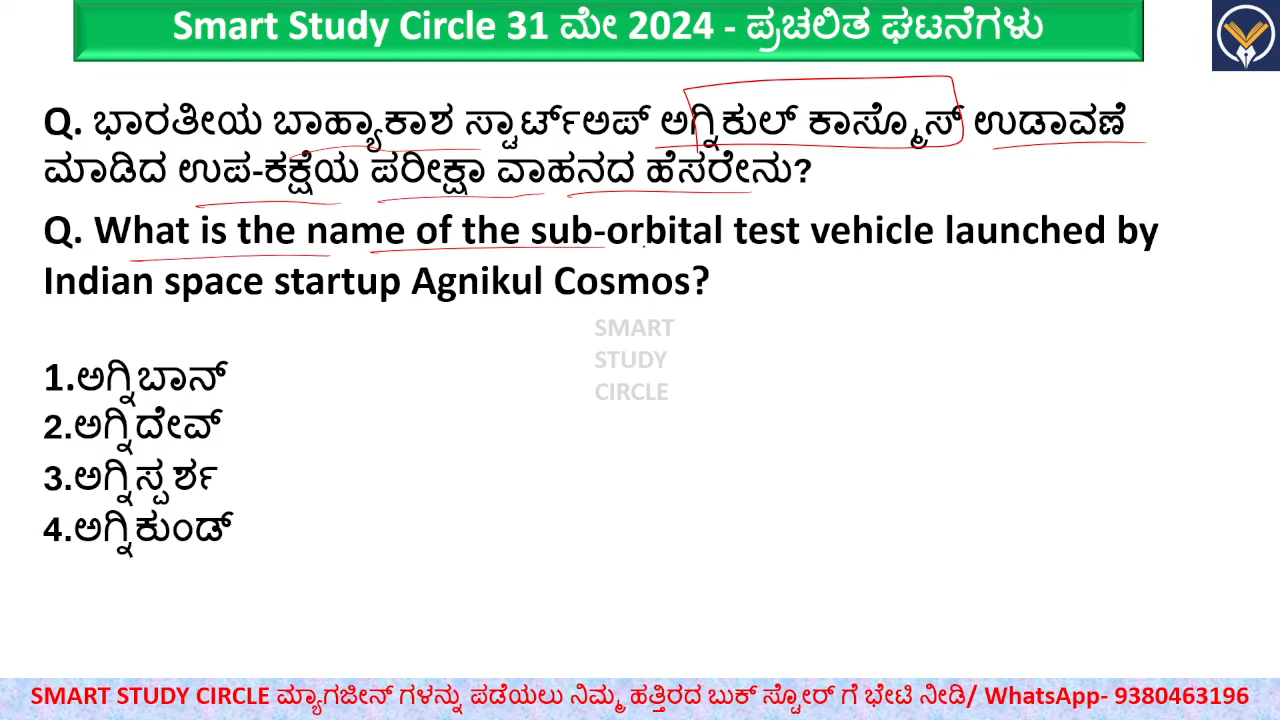 Smart Study Circle 31 ಮೇ 2024 - ಪ್ರಚಲಿತ ಘಟನೆಗಳು
Q. ಭಾರತೀಯ ಬಾಹ್ಯಾಕಾಶ ಸ್ಟಾರ್ಟ್‌ಅಪ್ ಅಗ್ನಿಕುಲ್ ಕಾಸ್ಮೊಸ್ ಉಡಾವಣೆ
ಮಾಡಿದ ಉಪ-ಕಕ್ಷೆಯ ಪರೀಕ್ಷಾ ವಾಹನದ ಹೆಸರೇನು?
Q. What is the name of the sub-orbital test vehicle launched by
Indian space startup Agnikul Cosmos?
SMART
STUDY
CIRCLE
1.ಅಗ್ನಿಬಾನ್
2.ಅಗ್ನಿದೇವ್
3.ಅಗ್ನಿಸ್ಪರ್ಶ
4.ಅಗ್ನಿಕುಂಡ್
SMART STUDY CIRCLE ಮ್ಯಾಗಜೀನ್ ಗಳನ್ನು ಪಡೆಯಲು ನಿಮ್ಮ ಹತ್ತಿರದ ಬುಕ್ ಸ್ಟೋರ್ ಗೆ ಭೇಟಿ ನೀಡಿ/ WhatsApp- 9380463196